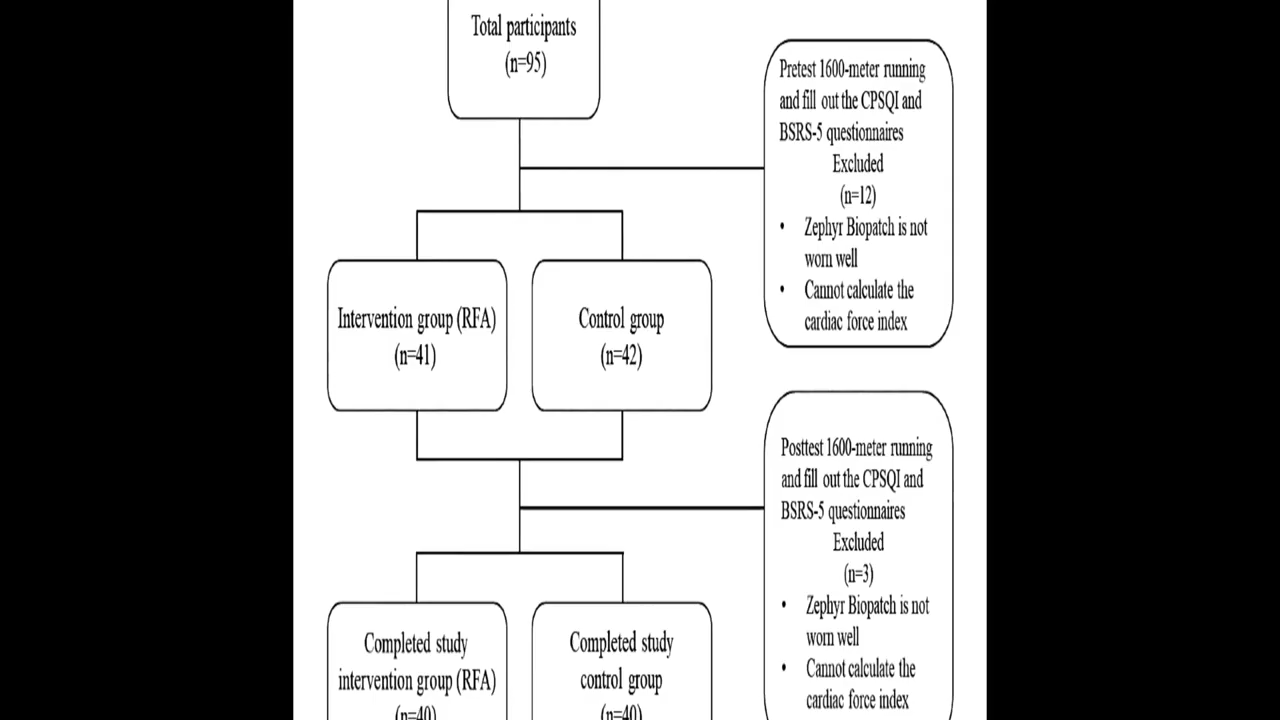 Total participants
(n=95)
Pretest 1600-meter running
and fill out the CPSQI and
BSRS-5 questionnaires
Excluded
(n=12)
• Zephyr Biopatch is not
worn well
• Cannot calculate the
cardiac force index
Intervention group (RFA)
(n=41)
Control group
(n=42)
Posttest 1600-meter running
and fill out the CPSQI and
BSRS-5 questionnaires
Excluded
(n=3)
• Zephyr Biopatch is not
worn well
• Cannot calculate the
cardiac force index
Completed study
intervention group (RFA)
(n=40)
Completed study
control group
(n=40)